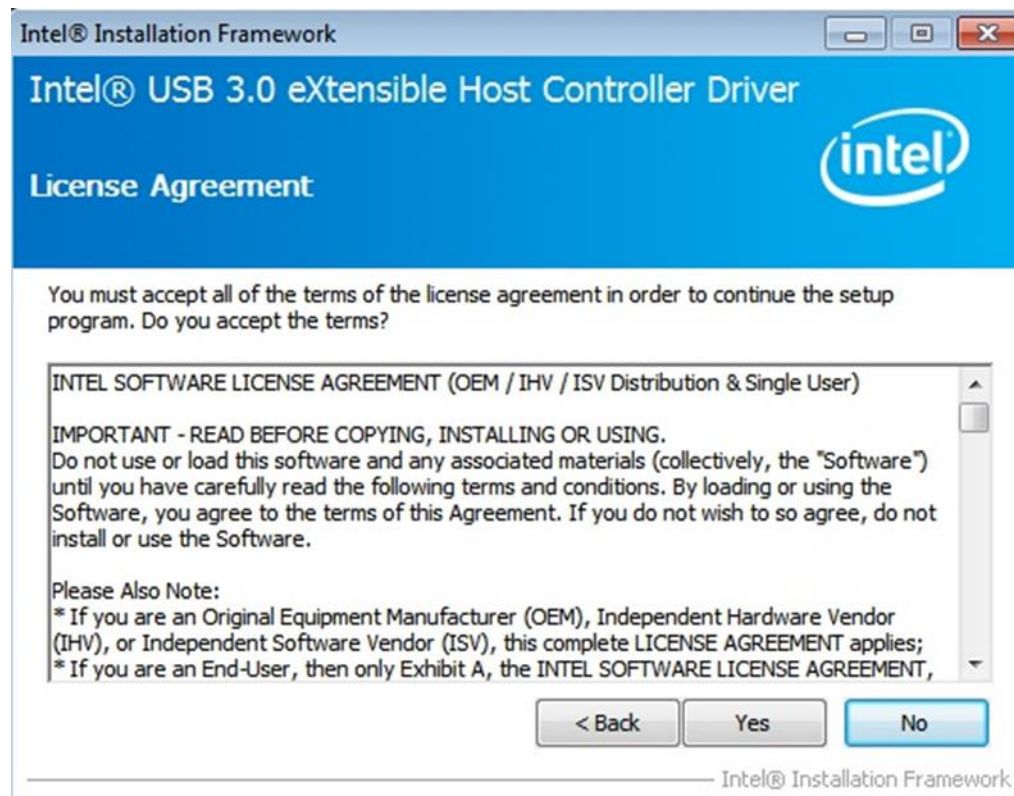 Intel® Installation Framework
Intel® USB 3.0 eXtensible Host Controller Driver
intel
License Agreement
You must accept all of the terms of the license agreement in order to continue the setup
program. Do you accept the terms?
INTEL SOFTWARE LICENSE AGREEMENT (OEM / IHV / ISV Distribution & Single User)
IMPORTANT - READ BEFORE COPYING, INSTALLING OR USING.
Do not use or load this software and any associated materials (collectively, the "Software")
until you have carefully read the following terms and conditions. By loading or using the
Software, you agree to the terms of this Agreement. If you do not wish to so agree, do not
install or use the Software.
Please Also Note:
* If you are an Original Equipment Manufacturer (OEM), Independent Hardware Vendor
(IHV), or Independent Software Vendor (ISV), this complete LICENSE AGREEMENT applies;
* If you are an End-User, then only Exhibit A, the INTEL SOFTWARE LICENSE AGREEMENT,
< Back Yes No
Intel® Installation Framework